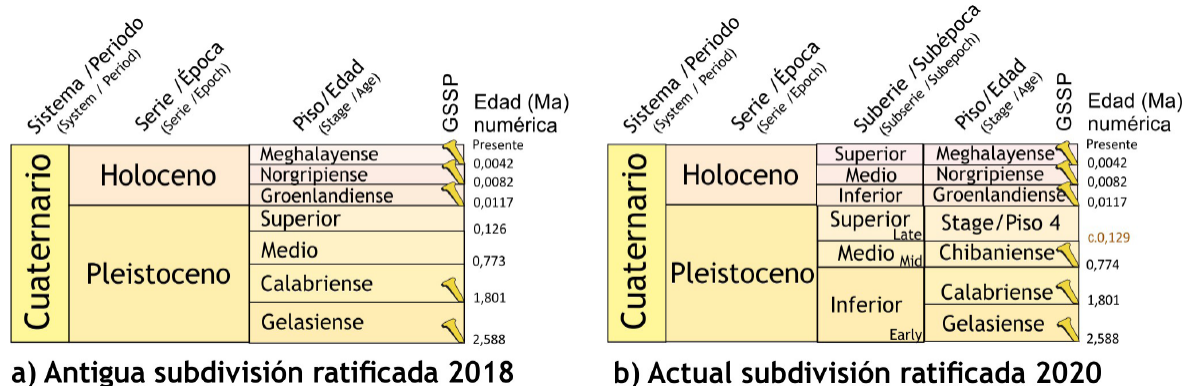 Sistema /Periodo
(System / Period)
Serie /Época
(Serie /Epoch)
Piso/Edad
(Stage /Age)
GSSP
Edad (Ma)
numérica
Presente
Cuaternario
Holoceno
Meghalayense
0,0042
Norgripiense
0,0082
Groenlandiense
0,0117
Pleistoceno
Superior
0,126
Medio
0,773
Calabriense
1,801
Gelasiense
2,588
a) Antigua subdivisión ratificada 2018
Sistema /Periodo
(System / Period)
Serie /Época
(Serie /Epoch)
Suberie /Subépoca
(Subserie /Subepoch)
Piso/Edad
(Stage /Age)
GSSP
Edad (Ma)
numérica
Presente
Cuaternario
Holoceno
Superior
Meghalayense
0,0042
Medio
Norgripiense
0,0082
Inferior
Groenlandiense
0,0117
Pleistoceno
Superior
Late
Stage/Piso 4
c.0,129
Medio Mid
Chibaniense
0,774
Inferior
Early
Calabriense
1,801
Gelasiense
2,588
b) Actual subdivisión ratificada 2020